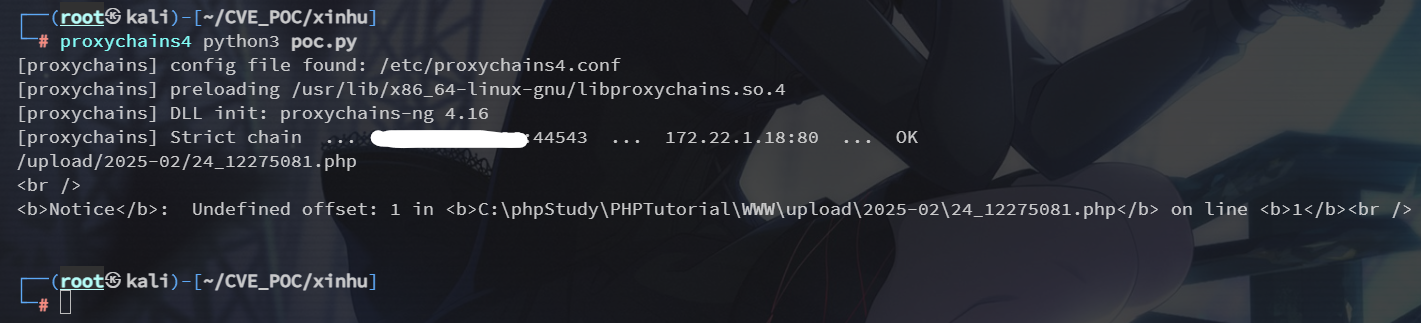 ┌──(root㉿kali)-[~/CVE_POC/xinhu]
└─# proxychains4 python3 poc.py
[proxychains] config file found: /etc/proxychains4.conf
[proxychains] preloading /usr/lib/x86_64-linux-gnu/libproxychains.so.4
[proxychains] DLL init: proxychains-ng 4.16
[proxychains] Strict chain  ...  :44543  ...  172.22.1.18:80  ...  OK
/upload/2025-02/24_12275081.php
<br />
<b>Notice</b>:  Undefined offset: 1 in <b>C:\phpStudy\PHPTutorial\WWW\upload\2025-02\24_12275081.php</b> on line <b>1</b><br />
┌──(root㉿kali)-[~/CVE_POC/xinhu]
└─#